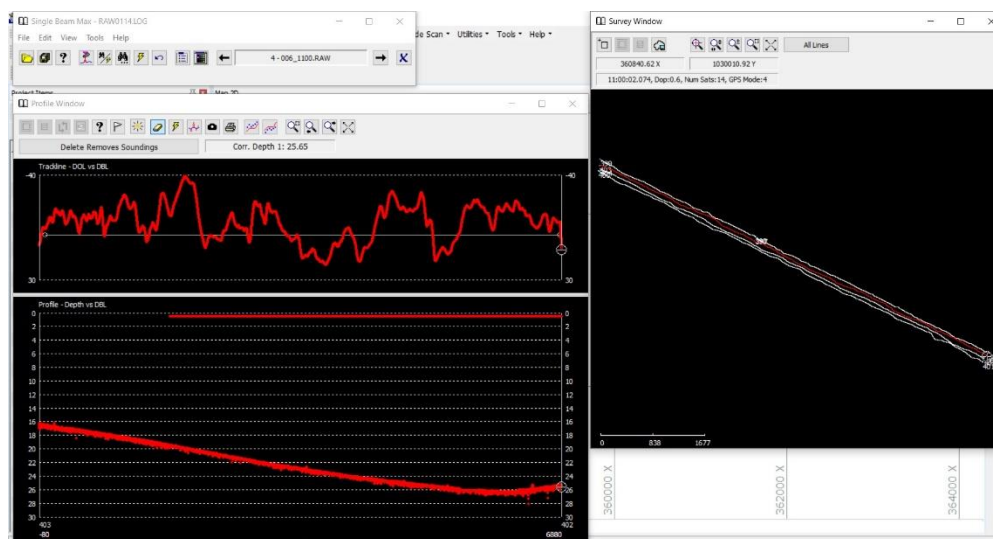 Single Beam Max - RAW0114.LOG
File Edit View Tools Help
4 - 006_1100.RAW
de Scan Utilities Tools Help
Project Items
Map 2D
Profile Window
Delete Removes Soundings
Corr. Depth 1: 25.65
Trackline - DOL vs DBL
-40
-40
30
30
Profile - Depth vs DBL
0
0
2
2
4
4
6
6
8
8
10
10
12
12
14
14
16
16
18
18
20
20
22
22
24
24
26
26
28
28
30
30
403
402
-80
6880
Survey Window
All Lines
360840.62 X
1030010.92 Y
11:00:02.074, Dop:0.6, Num Sats:14, GPS Mode:4
0
838
1677
360000 X
362000 X
364000 X